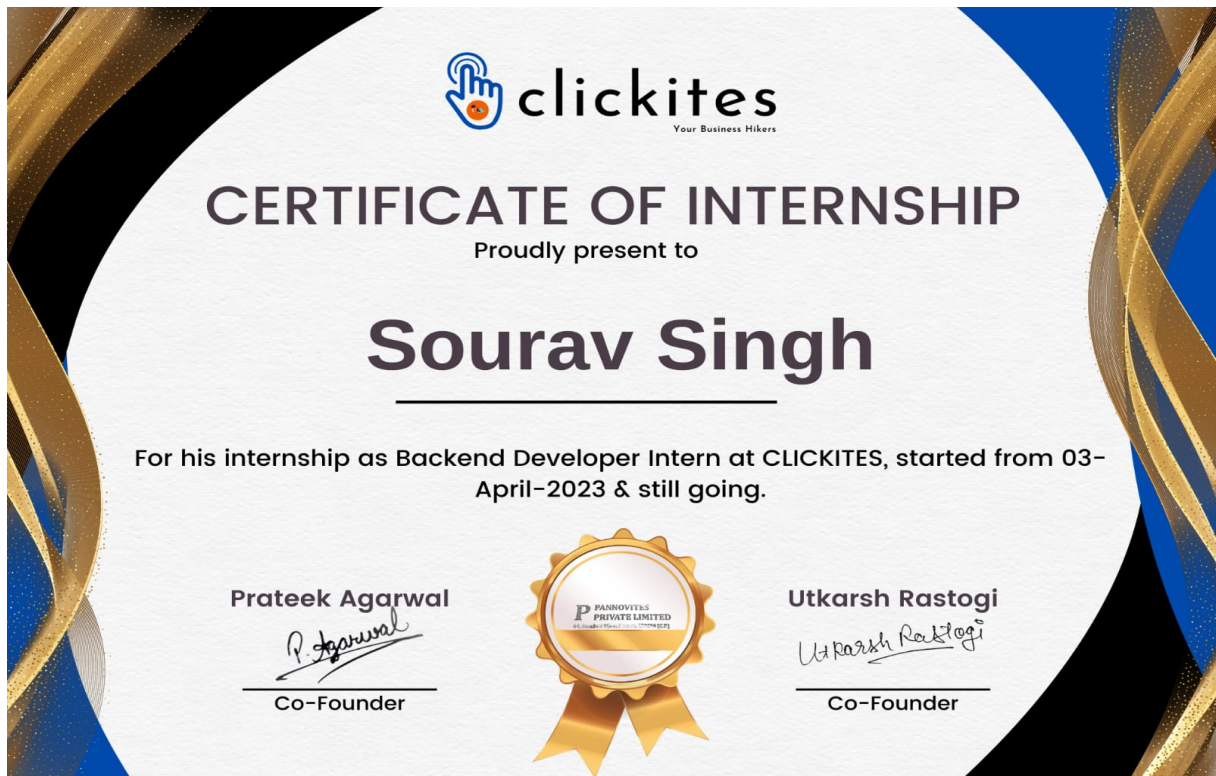 clickites
Your Business Hikers
CERTIFICATE OF INTERNSHIP
Proudly present to
Sourav Singh
For his internship as Backend Developer Intern at CLICKITES, started from 03-
April-2023 & still going.
Prateek Agarwal
P. Agarwal
Co-Founder
P PANNOVITES
PRIVATE LIMITED
Utkarsh Rastogi
Utkarsh Rastogi
Co-Founder